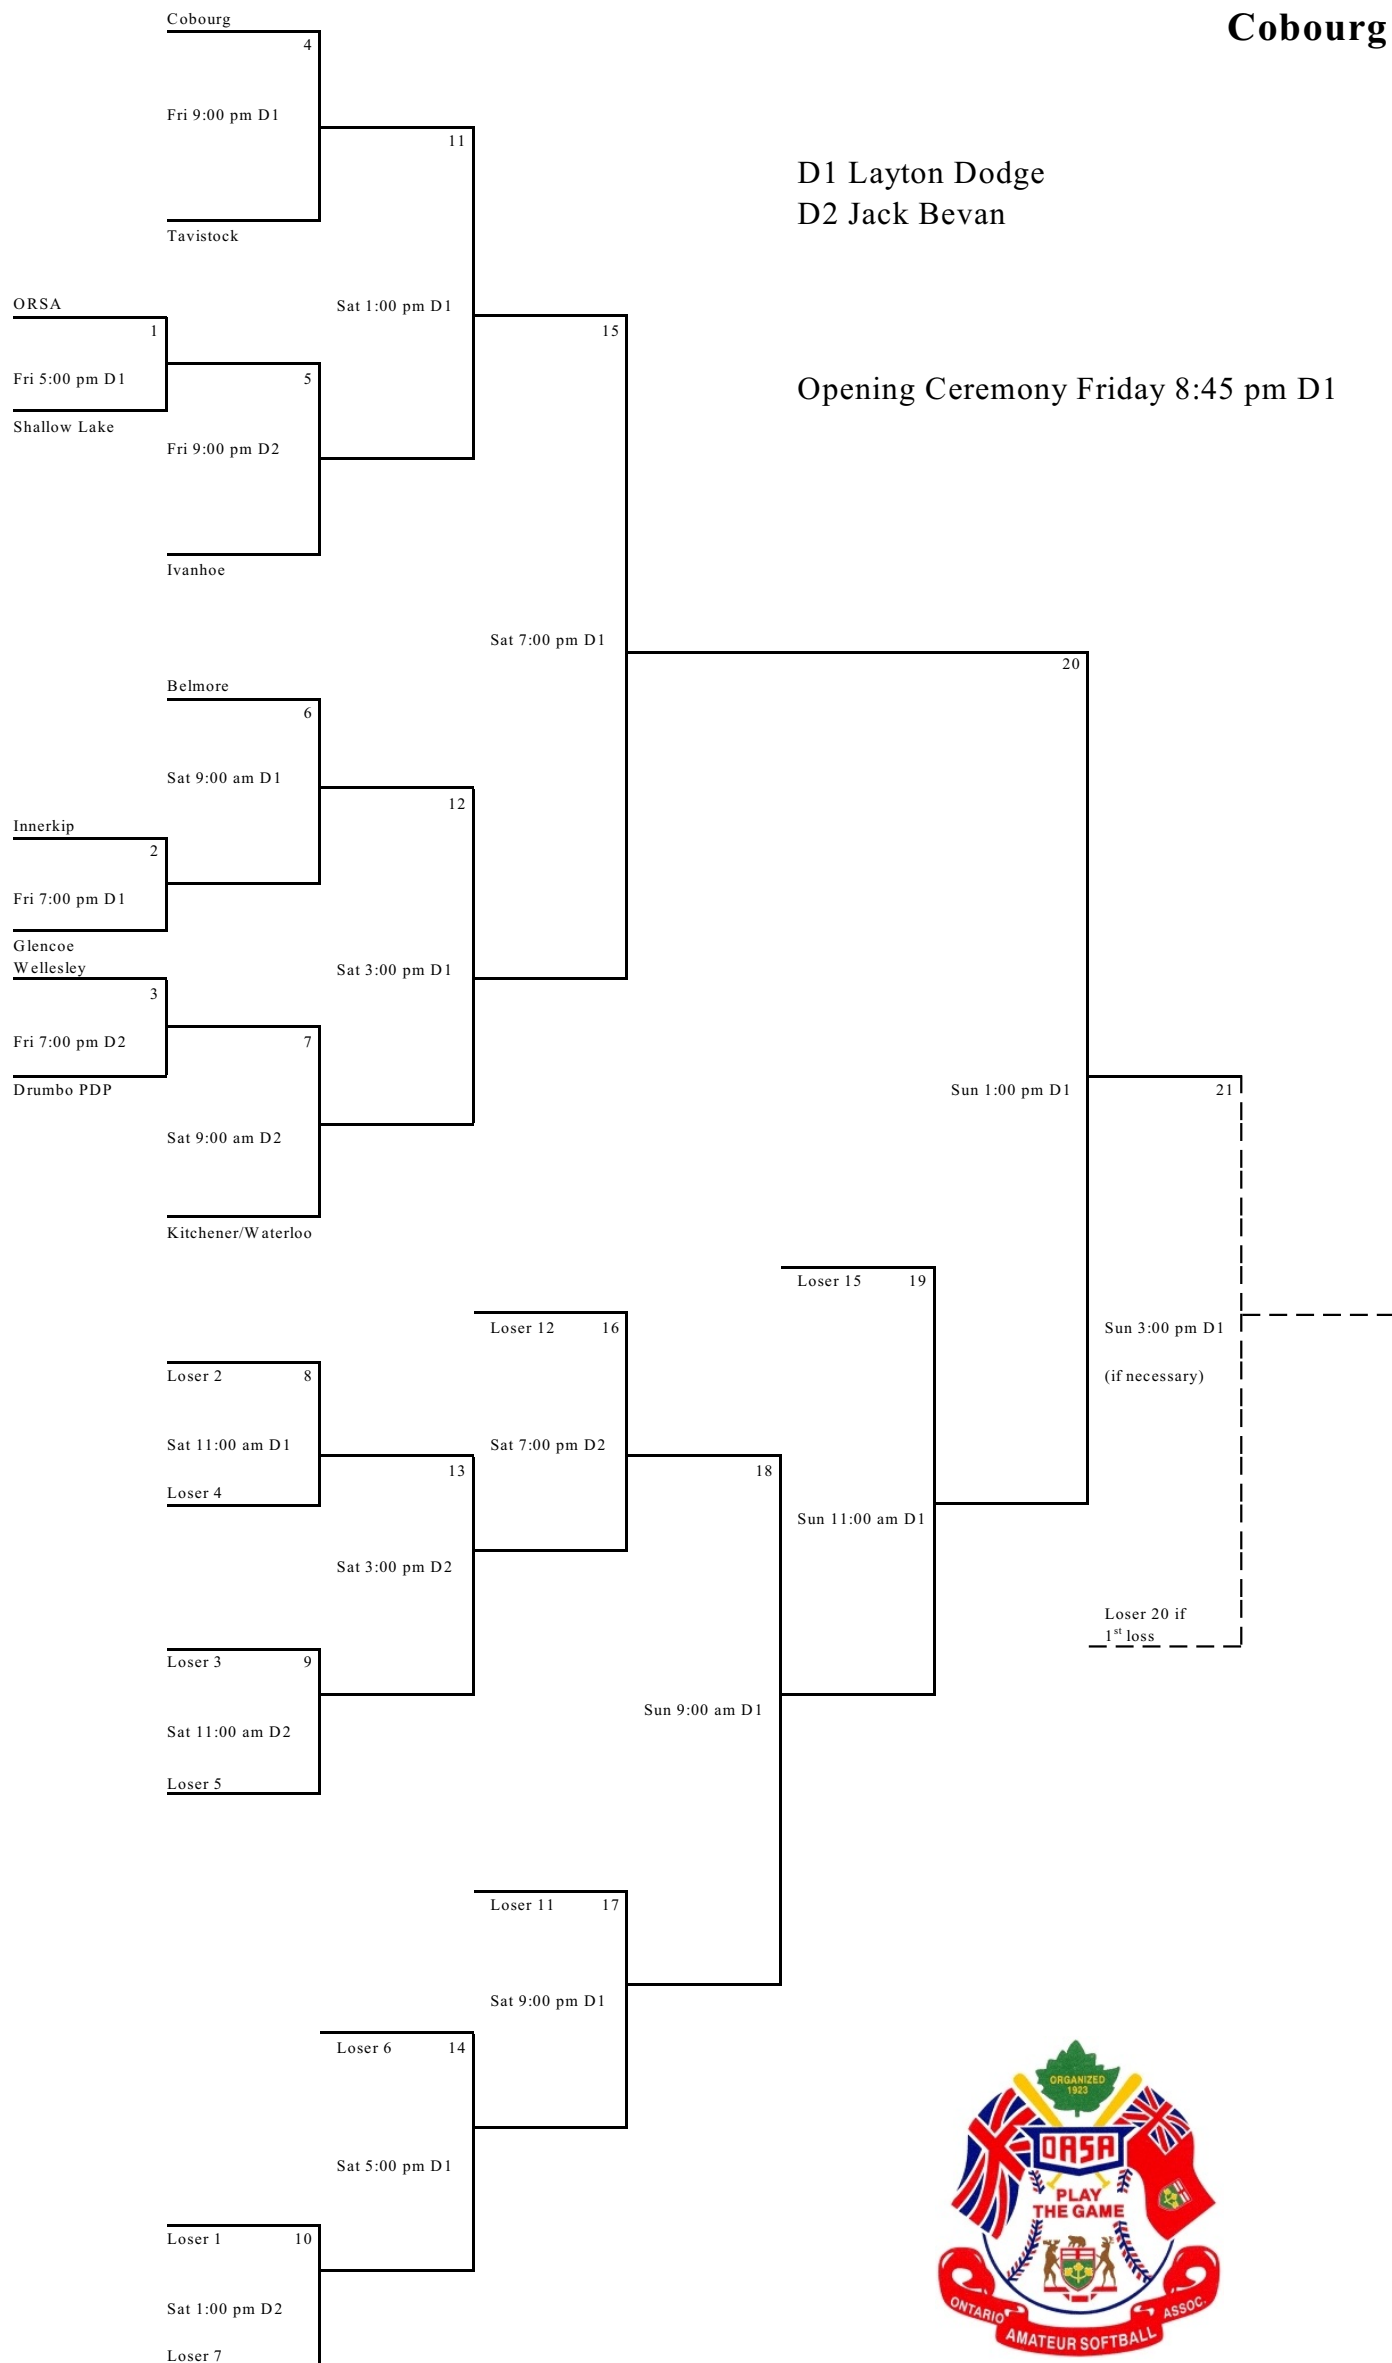 Cobourg
Cobourg
4
Fri 9:00 pm D1
11
D1 Layton Dodge
D2 Jack Bevan
Tavistock
ORSA
Sat 1:00 pm D1
1
15
Fri 5:00 pm D1
5
Opening Ceremony Friday 8:45 pm D1
Shallow Lake
Fri 9:00 pm D2
Ivanhoe
Sat 7:00 pm D1
20
Belmore
6
Sat 9:00 am D1
12
Innerkip
2
Fri 7:00 pm D1
Glencoe
Wellesley
Sat 3:00 pm D1
3
Fri 7:00 pm D2
7
Drumbo PDP
Sun 1:00 pm D1
21
Sat 9:00 am D2
Kitchener/Waterloo
Loser 15 19
Loser 12 16
Sun 3:00 pm D1
Loser 2 8
(if necessary)
Sat 11:00 am D1
Sat 7:00 pm D2
13
18
Loser 4
Sun 11:00 am D1
Sat 3:00 pm D2
Loser 20 if
1st loss
Loser 3 9
Sun 9:00 am D1
Sat 11:00 am D2
Loser 5
Loser 11 17
Sat 9:00 pm D1
Loser 6 14
Sat 5:00 pm D1
Loser 1 10
Sat 1:00 pm D2
Loser 7
ORGANIZED
1923
OASA
PLAY
THE GAME
ONTARIO
AMATEUR SOFTBALL
ASSOC.